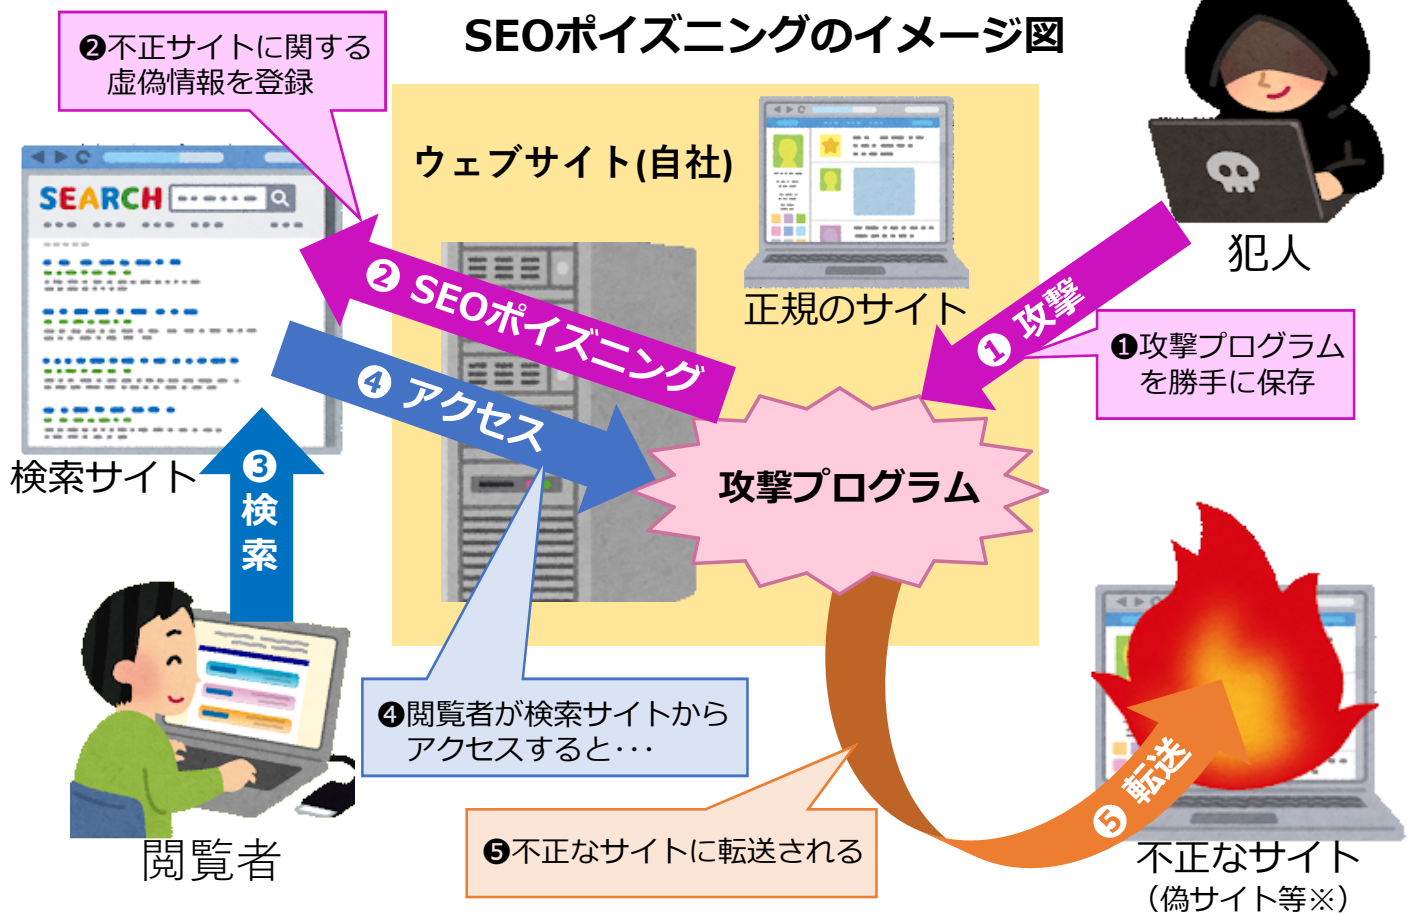 SEOポイズニングのイメージ図
❷不正サイトに関する
虚偽情報を登録
ウェブサイト(自社)
SEARCH
❷ SEOポイズニング
正規のサイト
犯人
❶ 攻撃
❶攻撃プログラム
を勝手に保存
❹ アクセス
検索サイト
❸
検
索
攻撃プログラム
❹閲覧者が検索サイトから
アクセスすると・・・
❺ 転送
❺不正なサイトに転送される
閲覧者
不正なサイト
（偽サイト等※）